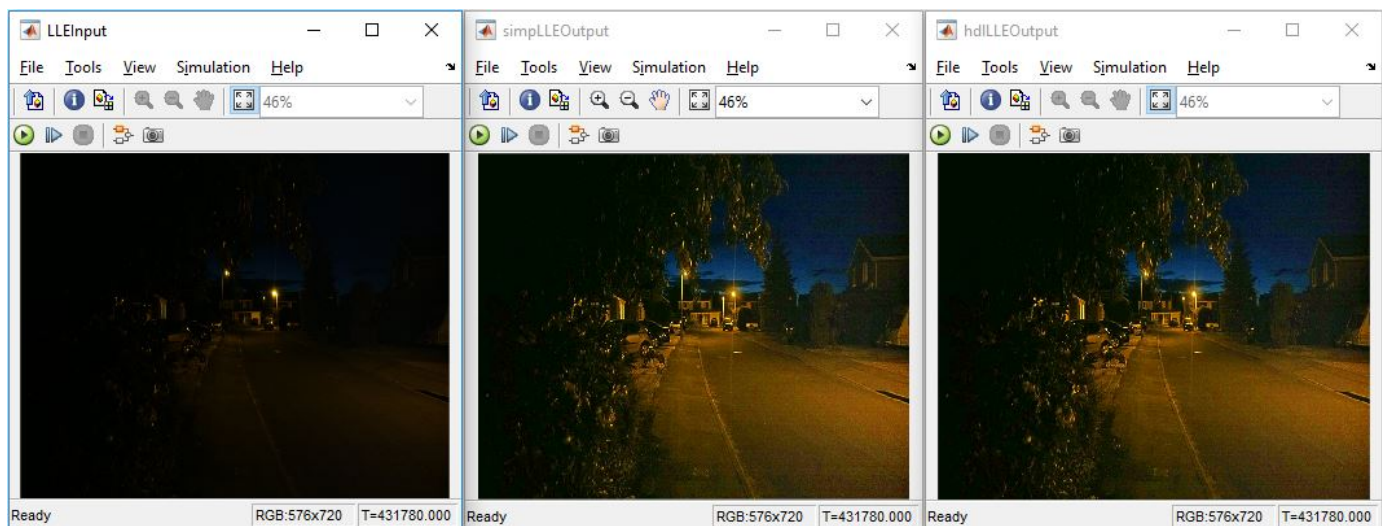 LLEInput
File Tools View Simulation Help
46%
Ready RGB:576x720 T=431780.000
simpLLEOutput
File Tools View Simulation Help
46%
Ready RGB:576x720 T=431780.000
hdlLLEOutput
File Tools View Simulation Help
46%
Ready RGB:576x720 T=431780.000